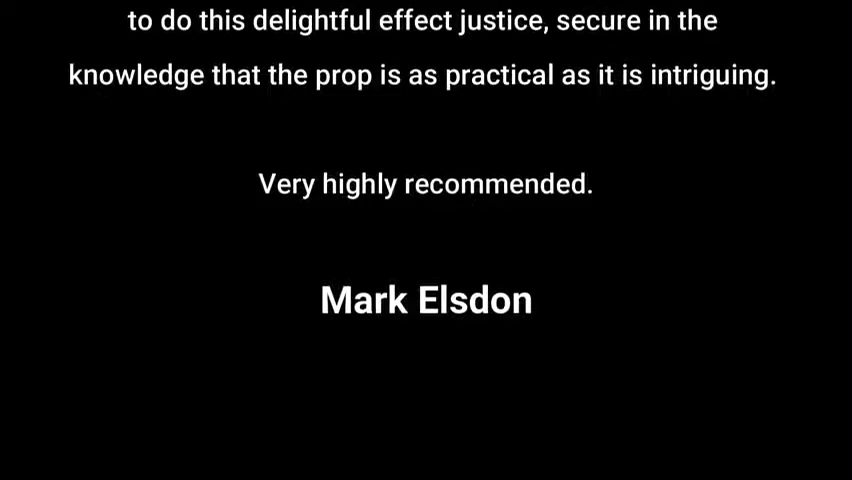 to do this delightful effect justice, secure in the
knowledge that the prop is as practical as it is intriguing.
Very highly recommended.
Mark Elsdon